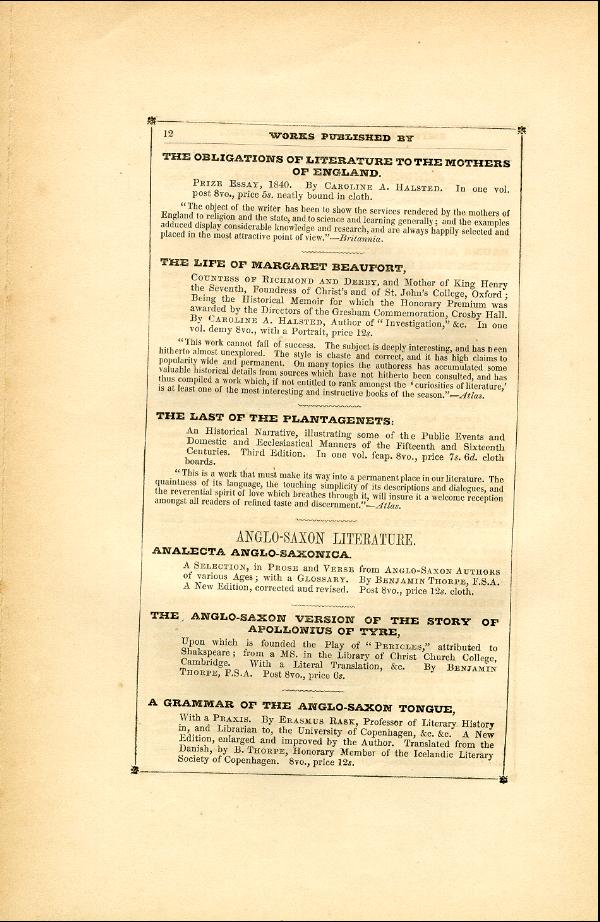 12
WORKS PUBLISHED BY
THE OBLIGATIONS OF LITERATURE TO THE MOTHERS
OF ENGLAND.
PRIZE ESSAY, 1840. By CAROLINE A. HALSTED. In one vol.
post 8vo., price 5s. neatly bound in cloth.
"The object of the writer has been to show the services rendered by the mothers of
England to religion and the state, and to science and learning generally; and the examples
adduced display considerable knowledge and research, and are always happily selected and
placed in the most attractive point of view."—Britannia.
THE LIFE OF MARGARET BEAUFORT,
COUNTESS OF RICHMOND AND DERBY, and Mother of King Henry
the Seventh, Foundress of Christ's and of St. John's College, Oxford;
Being the Historical Memoir for which the Honorary Premium was
awarded by the Directors of the Gresham Commemoration, Crosby Hall.
By CAROLINE A. HALSTED, Author of "Investigation," &c. In one
vol. demy 8vo., with a Portrait, price 12s.
"This work cannot fail of success. The subject is deeply interesting, and has been
hitherto almost unexplored. The style is chaste and correct, and it has high claims to
popularity wide and permanent. On many topics the authoress has accumulated some
valuable historical details from sources which have not hitherto been consulted, and has
thus compiled a work which, if not entitled to rank amongst the 'curiosities of literature,'
is at least one of the most interesting and instructive books of the season."—Atlas.
THE LAST OF THE PLANTAGENETS:
An Historical Narrative, illustrating some of the Public Events and
Domestic and Ecclesiastical Manners of the Fifteenth and Sixteenth
Centuries. Third Edition. In one vol. fcap. 8vo., price 7s. 6d. cloth
boards.
"This is a work that must make its way into a permanent place in our literature. The
quaintness of its language, the touching simplicity of its descriptions and dialogues, and
the reverential spirit of love which breathes through it, will insure it a welcome reception
amongst all readers of refined taste and discernment."—Atlas.
ANGLO-SAXON LITERATURE.
ANALECTA ANGLO-SAXONICA.
A SELECTION, in PROSE and VERSE from ANGLO-SAXON AUTHORS
of various Ages; with a GLOSSARY. By BENJAMIN THORPE, F.S.A.
A New Edition, corrected and revised. Post 8vo., price 12s. cloth.
THE ANGLO-SAXON VERSION OF THE STORY OF
APOLLONIUS OF TYRE,
Upon which is founded the Play of "PERICLES," attributed to
Shakspeare; from a MS. in the Library of Christ Church College,
Cambridge. With a Literal Translation, &c. By BENJAMIN
THORPE, F.S.A. Post 8vo., price 6s.
A GRAMMAR OF THE ANGLO-SAXON TONGUE,
With a PRAXIS. By ERASMUS RASK, Professor of Literary History
in, and Librarian to, the University of Copenhagen, &c. &c. A New
Edition, enlarged and improved by the Author. Translated from the
Danish, by B. THORPE, Honorary Member of the Icelandic Literary
Society of Copenhagen. 8vo., price 12s.